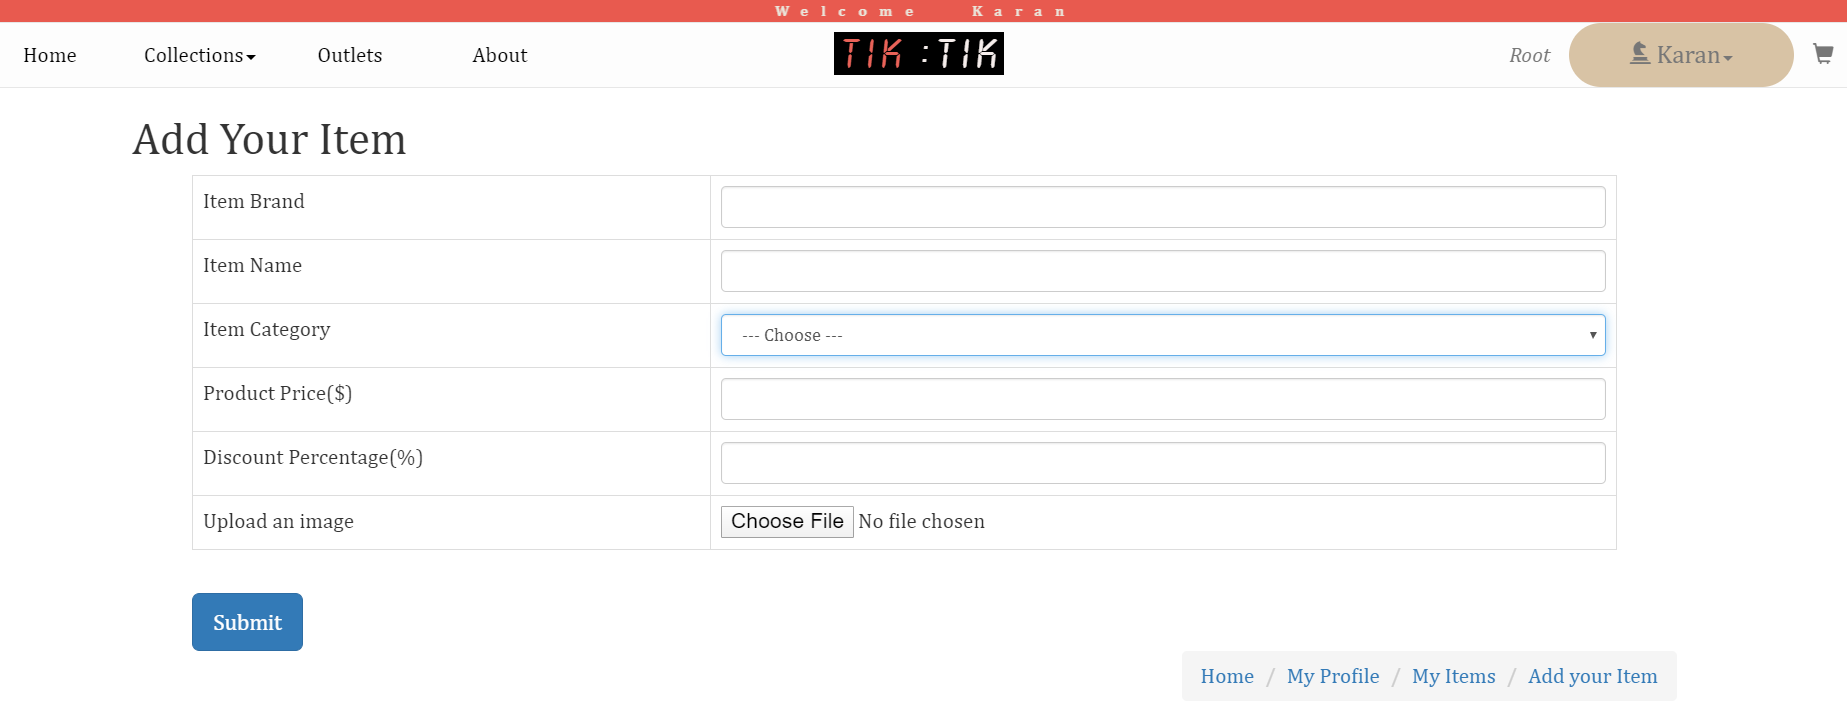 Welcome Karan
Home Collections Outlets About TIK :TIK Root Karan
Add Your Item
Item Brand
Item Name
Item Category --- Choose ---
Product Price($)
Discount Percentage(%)
Upload an image Choose File No file chosen
Submit
Home / My Profile / My Items / Add your Item